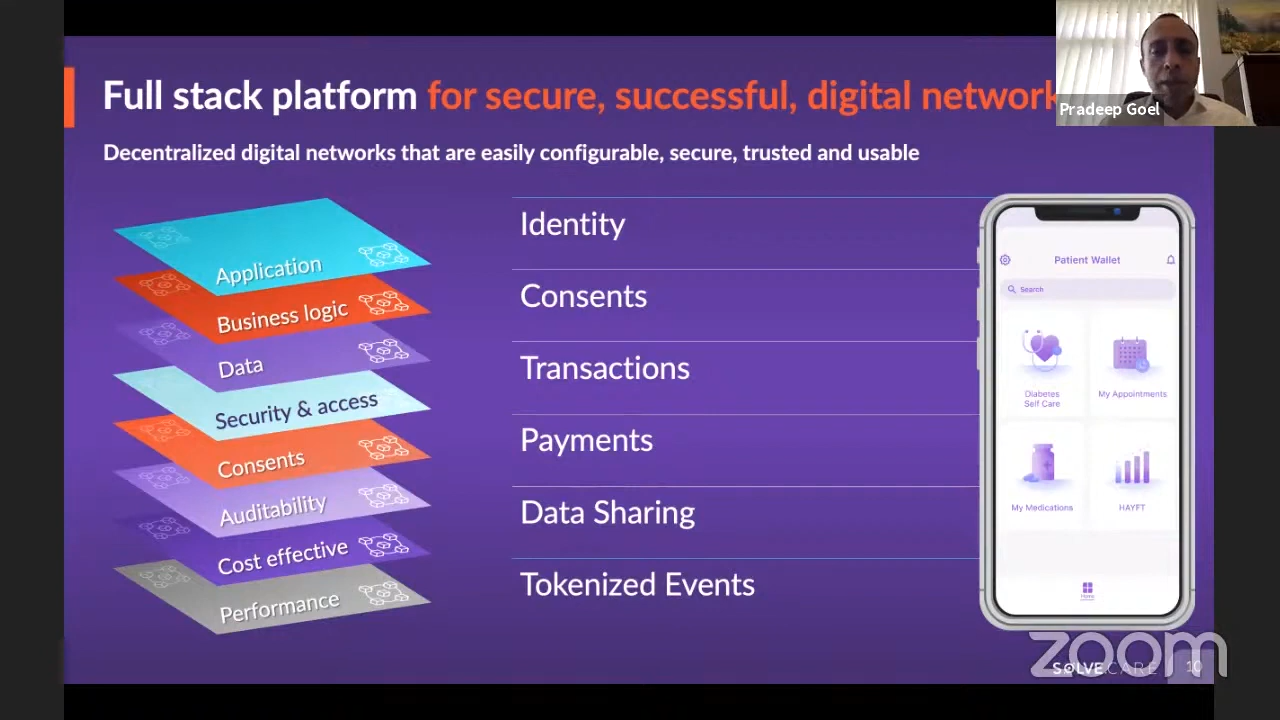 Full stack platform for secure, successful, digital network
Pradeep Goel
Decentralized digital networks that are easily configurable, secure, trusted and usable
Application
Business logic
Data
Security & access
Consents
Auditability
Cost effective
Performance
Identity
Consents
Transactions
Payments
Data Sharing
Tokenized Events
Patient Wallet
Search
Diabetes
Self Care
My Appointments
My Medications
HAYFT
Home
zoom
SOLVE.CARE
10